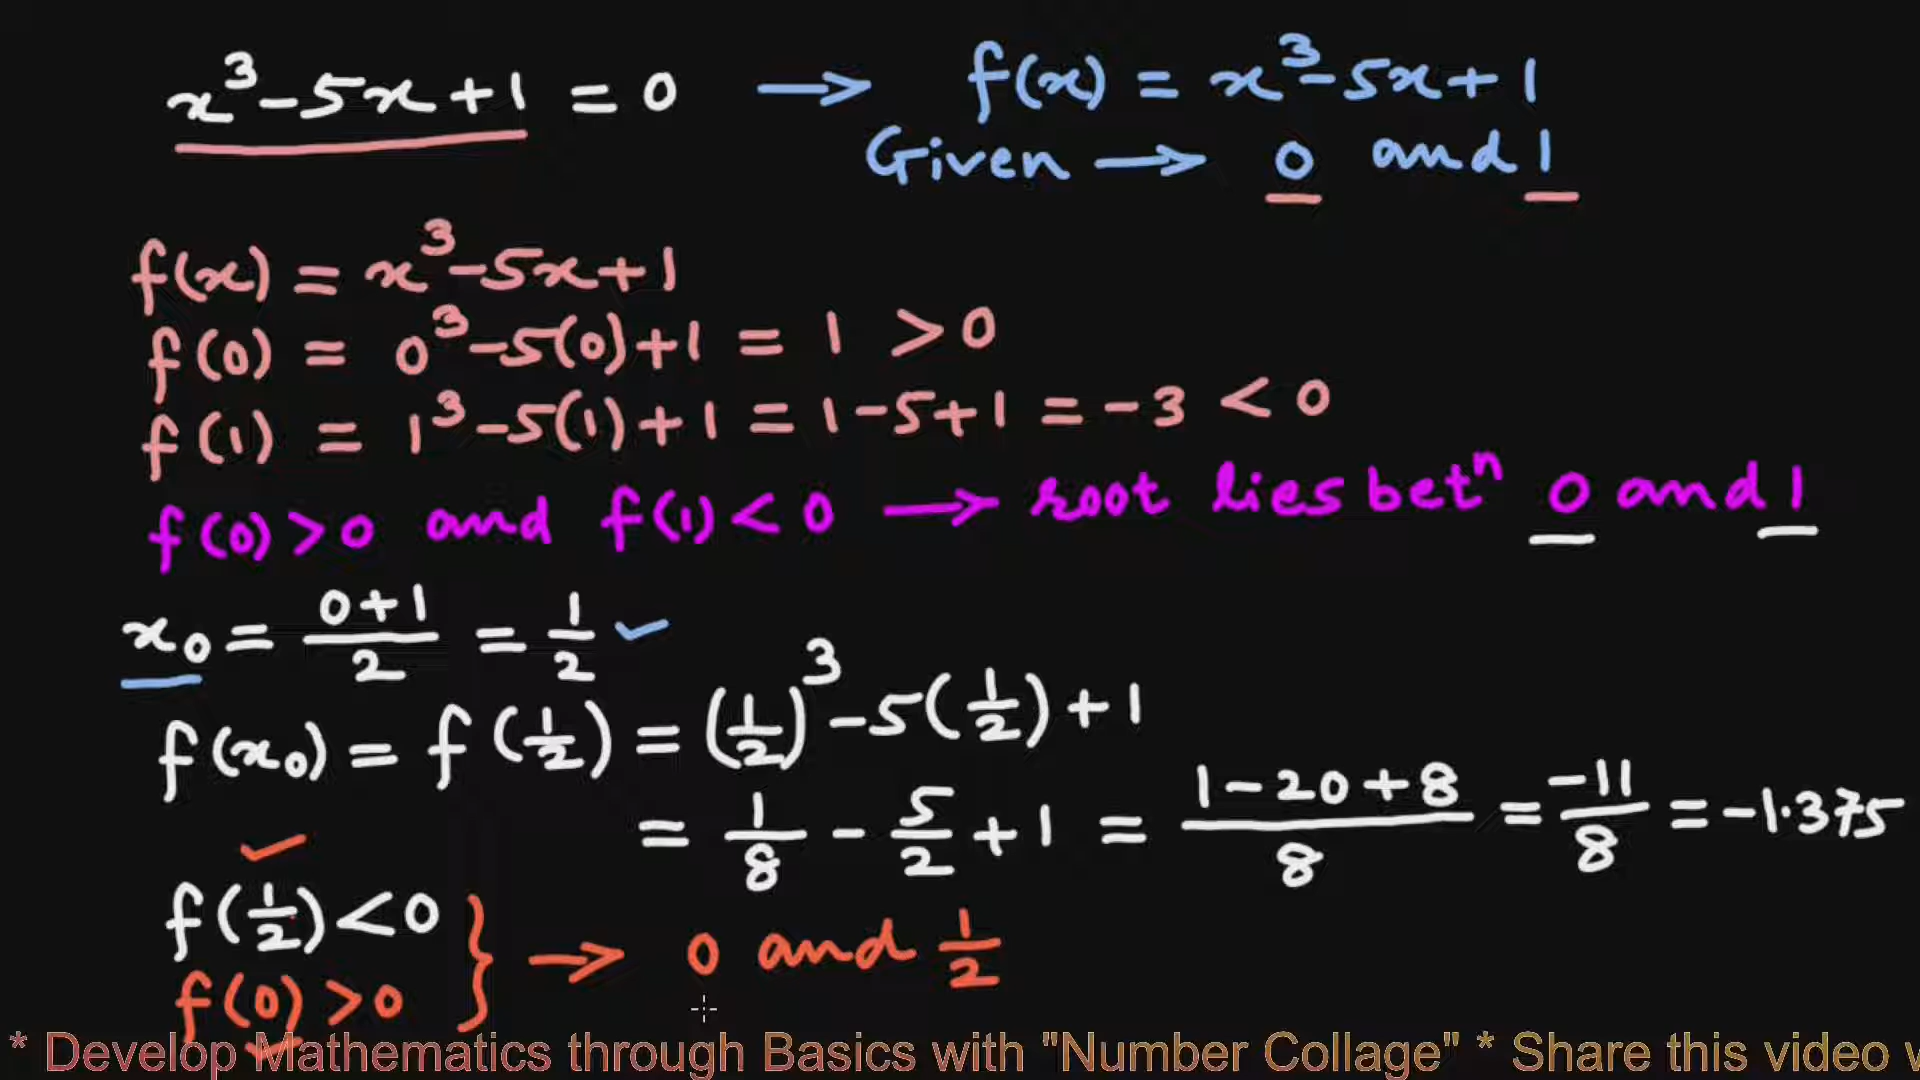 x³-5x+1 = 0 → f(x) = x³-5x+1
Given → 0 and 1
f(x) = x³-5x+1
f(0) = 0³-5(0)+1 = 1 >0
f(1) = 1³-5(1)+1 = 1-5+1 = -3 < 0
f(0)>0 and f(1)<0 → root lies betⁿ 0 and 1
x₀ = (0+1)/2 = 1/2 ✓
f(x₀) = f(1/2) = (1/2)³-5(1/2)+1
= 1/8 - 5/2 + 1 = (1-20+8)/8 = -11/8 = -1.375
f(1/2)<0
f(0)>0 } → 0 and 1/2
* Develop Mathematics through Basics with "Number Collage" * Share this video